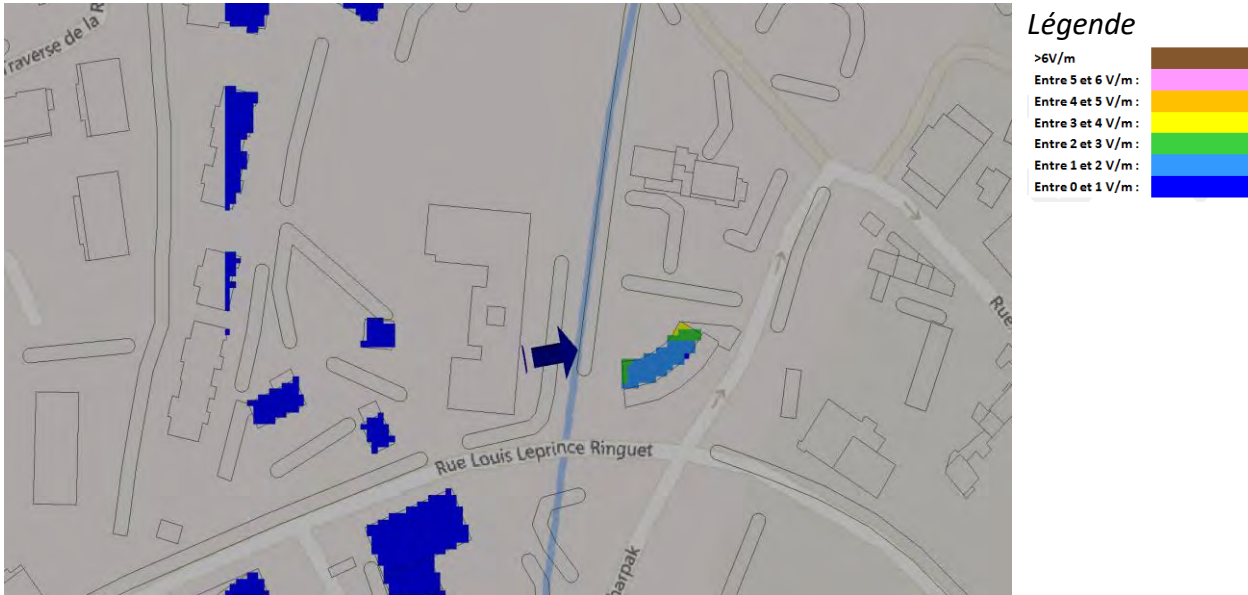 Traverse de la R
Légende
>6V/m
Entre 5 et 6 V/m :
Entre 4 et 5 V/m :
Entre 3 et 4 V/m :
Entre 2 et 3 V/m :
Entre 1 et 2 V/m :
Entre 0 et 1 V/m :
Rue
Rue Louis Leprince Ringuet
harpak